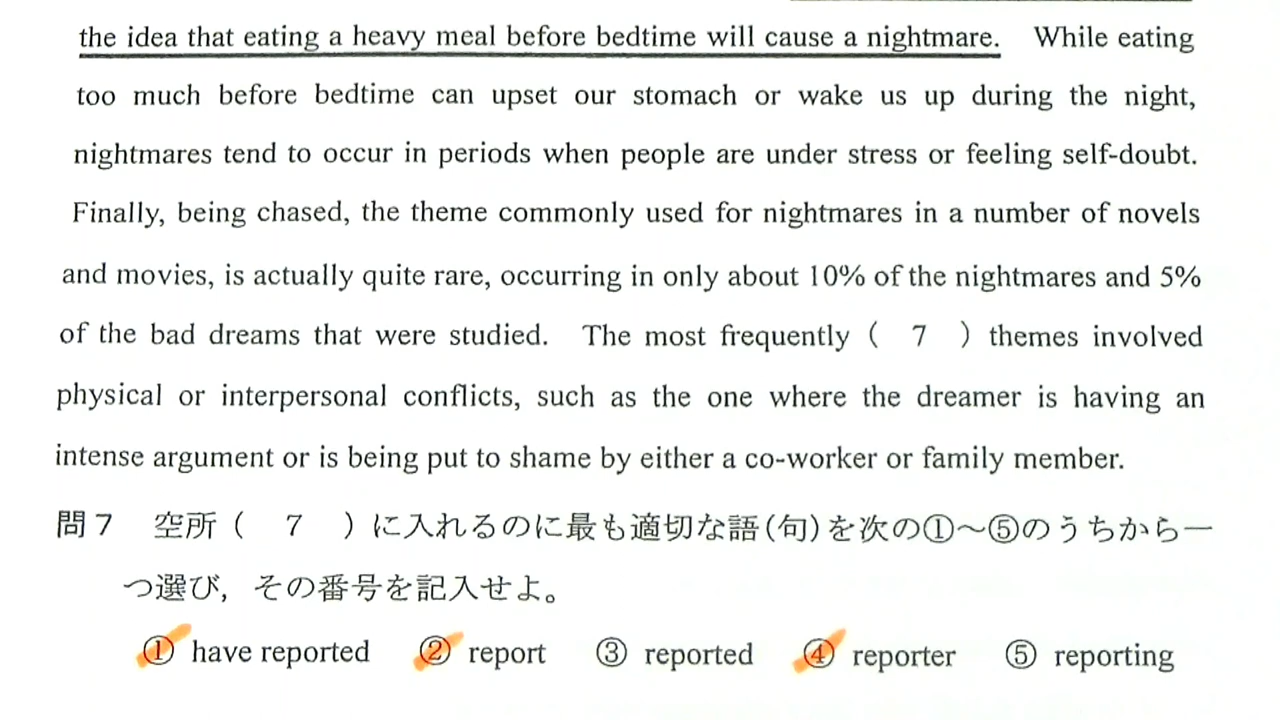 the idea that eating a heavy meal before bedtime will cause a nightmare. While eating
too much before bedtime can upset our stomach or wake us up during the night,
nightmares tend to occur in periods when people are under stress or feeling self-doubt.
Finally, being chased, the theme commonly used for nightmares in a number of novels
and movies, is actually quite rare, occurring in only about 10% of the nightmares and 5%
of the bad dreams that were studied. The most frequently ( 7 ) themes involved
physical or interpersonal conflicts, such as the one where the dreamer is having an
intense argument or is being put to shame by either a co-worker or family member.
問7 空所( 7 )に入れるのに最も適切な語(句)を次の①〜⑤のうちから一
つ選び,その番号を記入せよ。
① have reported ② report ③ reported ④ reporter ⑤ reporting